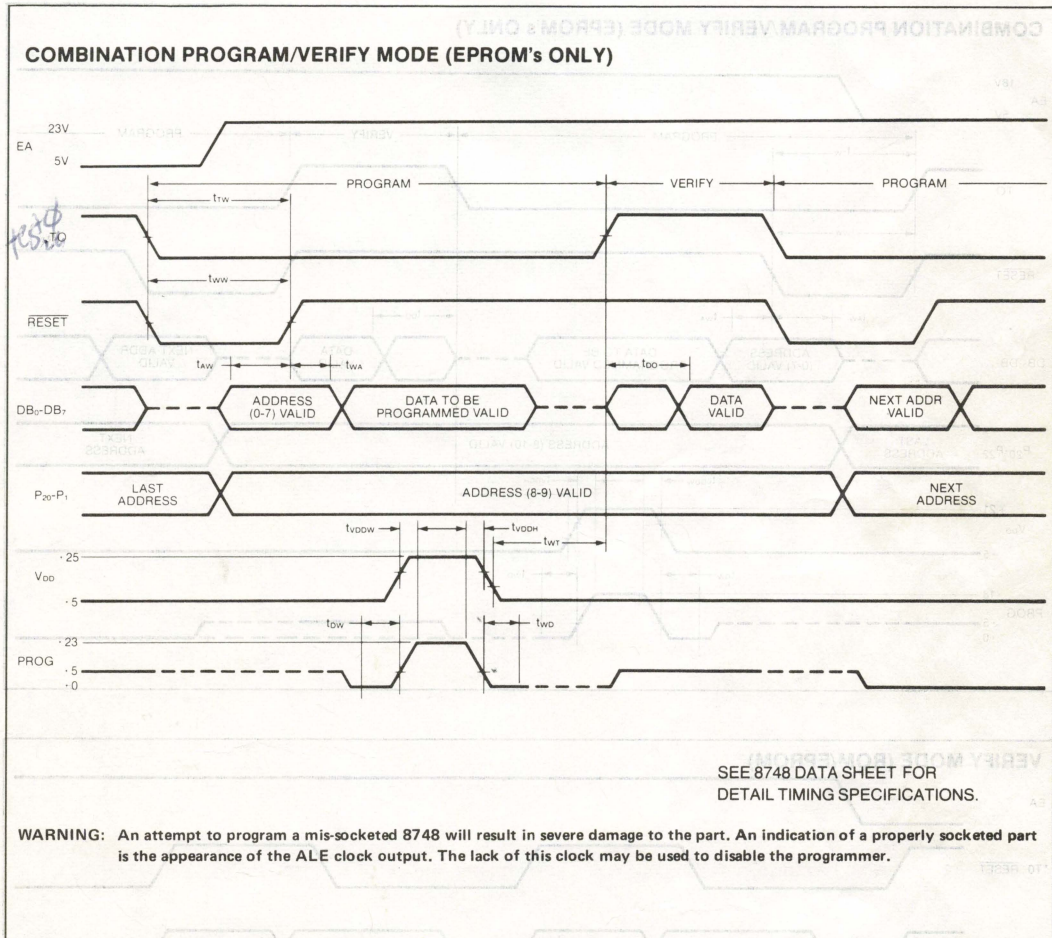 COMBINATION PROGRAM/VERIFY MODE (EPROM's ONLY)
23V
EA
5V
PROGRAM
VERIFY
PROGRAM
tTW
TO
tWW
RESET
tAW
tWA
tDO
DB0-DB7
ADDRESS
(0-7) VALID
DATA TO BE
PROGRAMMED VALID
DATA
VALID
NEXT ADDR
VALID
P20-P1
LAST
ADDRESS
ADDRESS (8-9) VALID
NEXT
ADDRESS
tVDDW
tVDDH
tWT
·25
VDD
·5
tDW
tWD
·23
PROG
·5
·0
SEE 8748 DATA SHEET FOR
DETAIL TIMING SPECIFICATIONS.
WARNING: An attempt to program a mis-socketed 8748 will result in severe damage to the part. An indication of a properly socketed part
is the appearance of the ALE clock output. The lack of this clock may be used to disable the programmer.